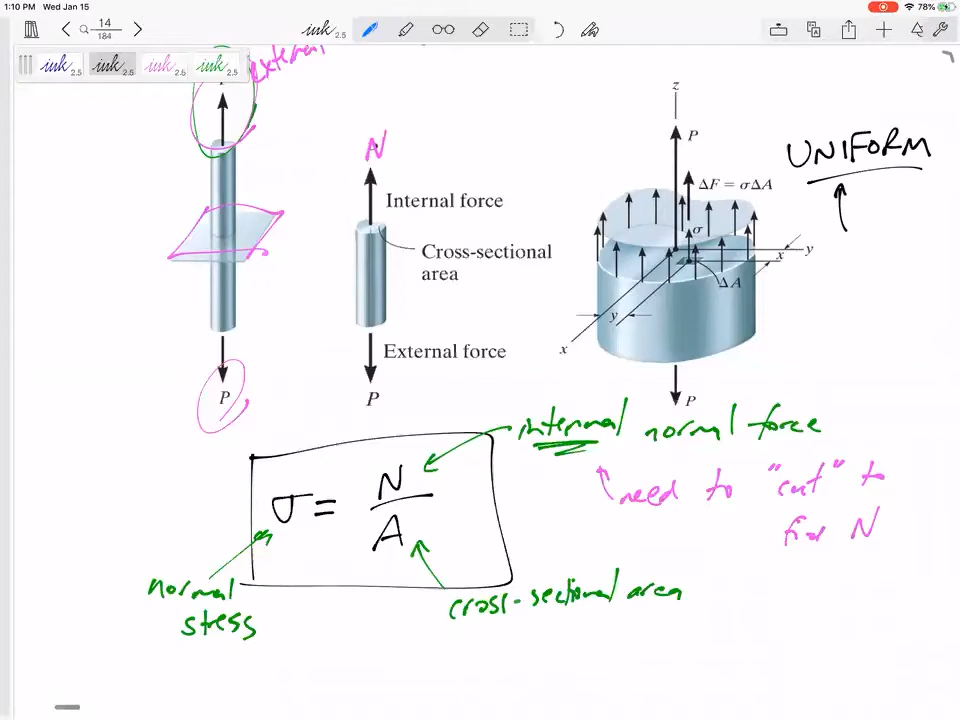 1:10 PM Wed Jan 15
78%
14
184
ink 2.5
ink 2.5
ink 2.5
ink 2.5
ink 2.5
external
N
Internal force
Cross-sectional
area
External force
P
P
z
P
ΔF = σΔA
σ
y
x
ΔA
y
x
P
UNIFORM
internal normal force
need to "cut" to
find N
σ = N
A
normal
stress
cross-sectional area